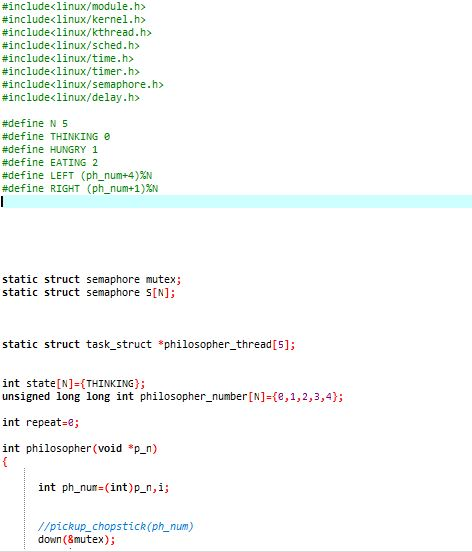 #include<linux/module.h>
#include<linux/kernel.h>
#include<linux/kthread.h>
#include<linux/sched.h>
#include<linux/time.h>
#include<linux/timer.h>
#include<linux/semaphore.h>
#include<linux/delay.h>
#define N 5
#define THINKING 0
#define HUNGRY 1
#define EATING 2
#define LEFT (ph_num+4)%N
#define RIGHT (ph_num+1)%N
static struct semaphore mutex;
static struct semaphore S[N];
static struct task_struct *philosopher_thread[5];
int state[N]={THINKING};
unsigned long long int philosopher_number[N]={0,1,2,3,4};
int repeat=0;
int philosopher(void *p_n)
{
int ph_num=(int)p_n,i;
//pickup_chopstick(ph_num)
down(&mutex);